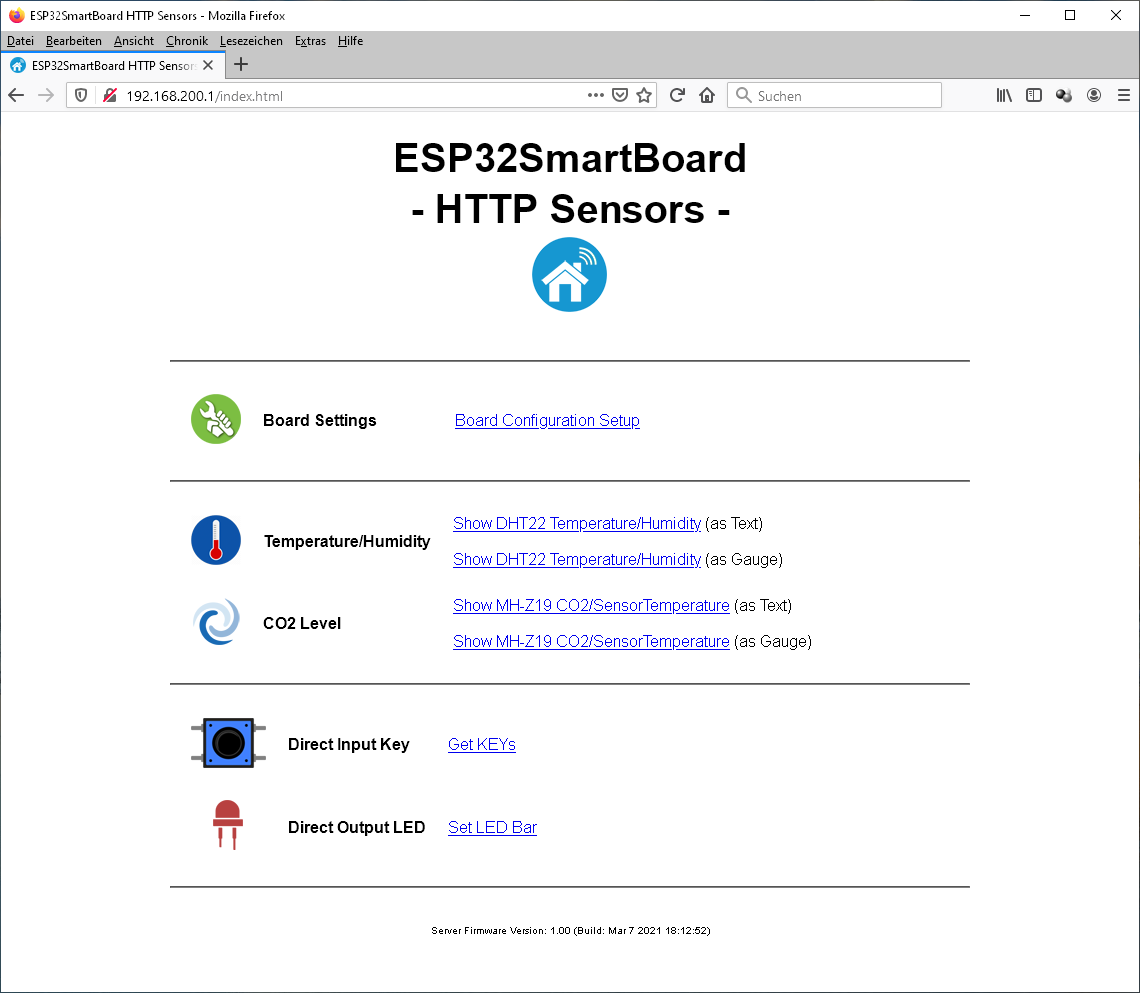 ESP32SmartBoard HTTP Sensors - Mozilla Firefox
Datei Bearbeiten Ansicht Chronik Lesezeichen Extras Hilfe
ESP32SmartBoard HTTP Sensors
192.168.200.1/index.html
Suchen
ESP32SmartBoard
- HTTP Sensors -
Board Settings Board Configuration Setup
Show DHT22 Temperature/Humidity (as Text)
Temperature/Humidity
Show DHT22 Temperature/Humidity (as Gauge)
Show MH-Z19 CO2/SensorTemperature (as Text)
CO2 Level
Show MH-Z19 CO2/SensorTemperature (as Gauge)
Direct Input Key Get KEYs
Direct Output LED Set LED Bar
Server Firmware Version: 1.00 (Build: Mar 7 2021 18:12:52)